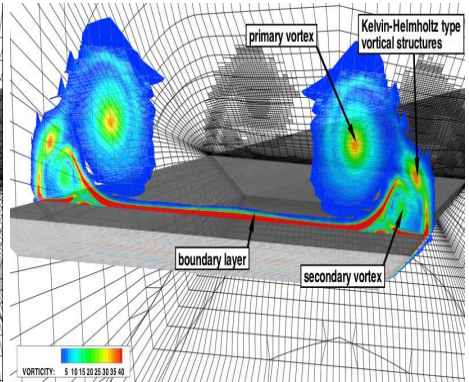 primary vortex
Kelvin-Helmholtz type
vortical structures
boundary layer
secondary vortex
VORTICITY: 5 10 15 20 25 30 35 40